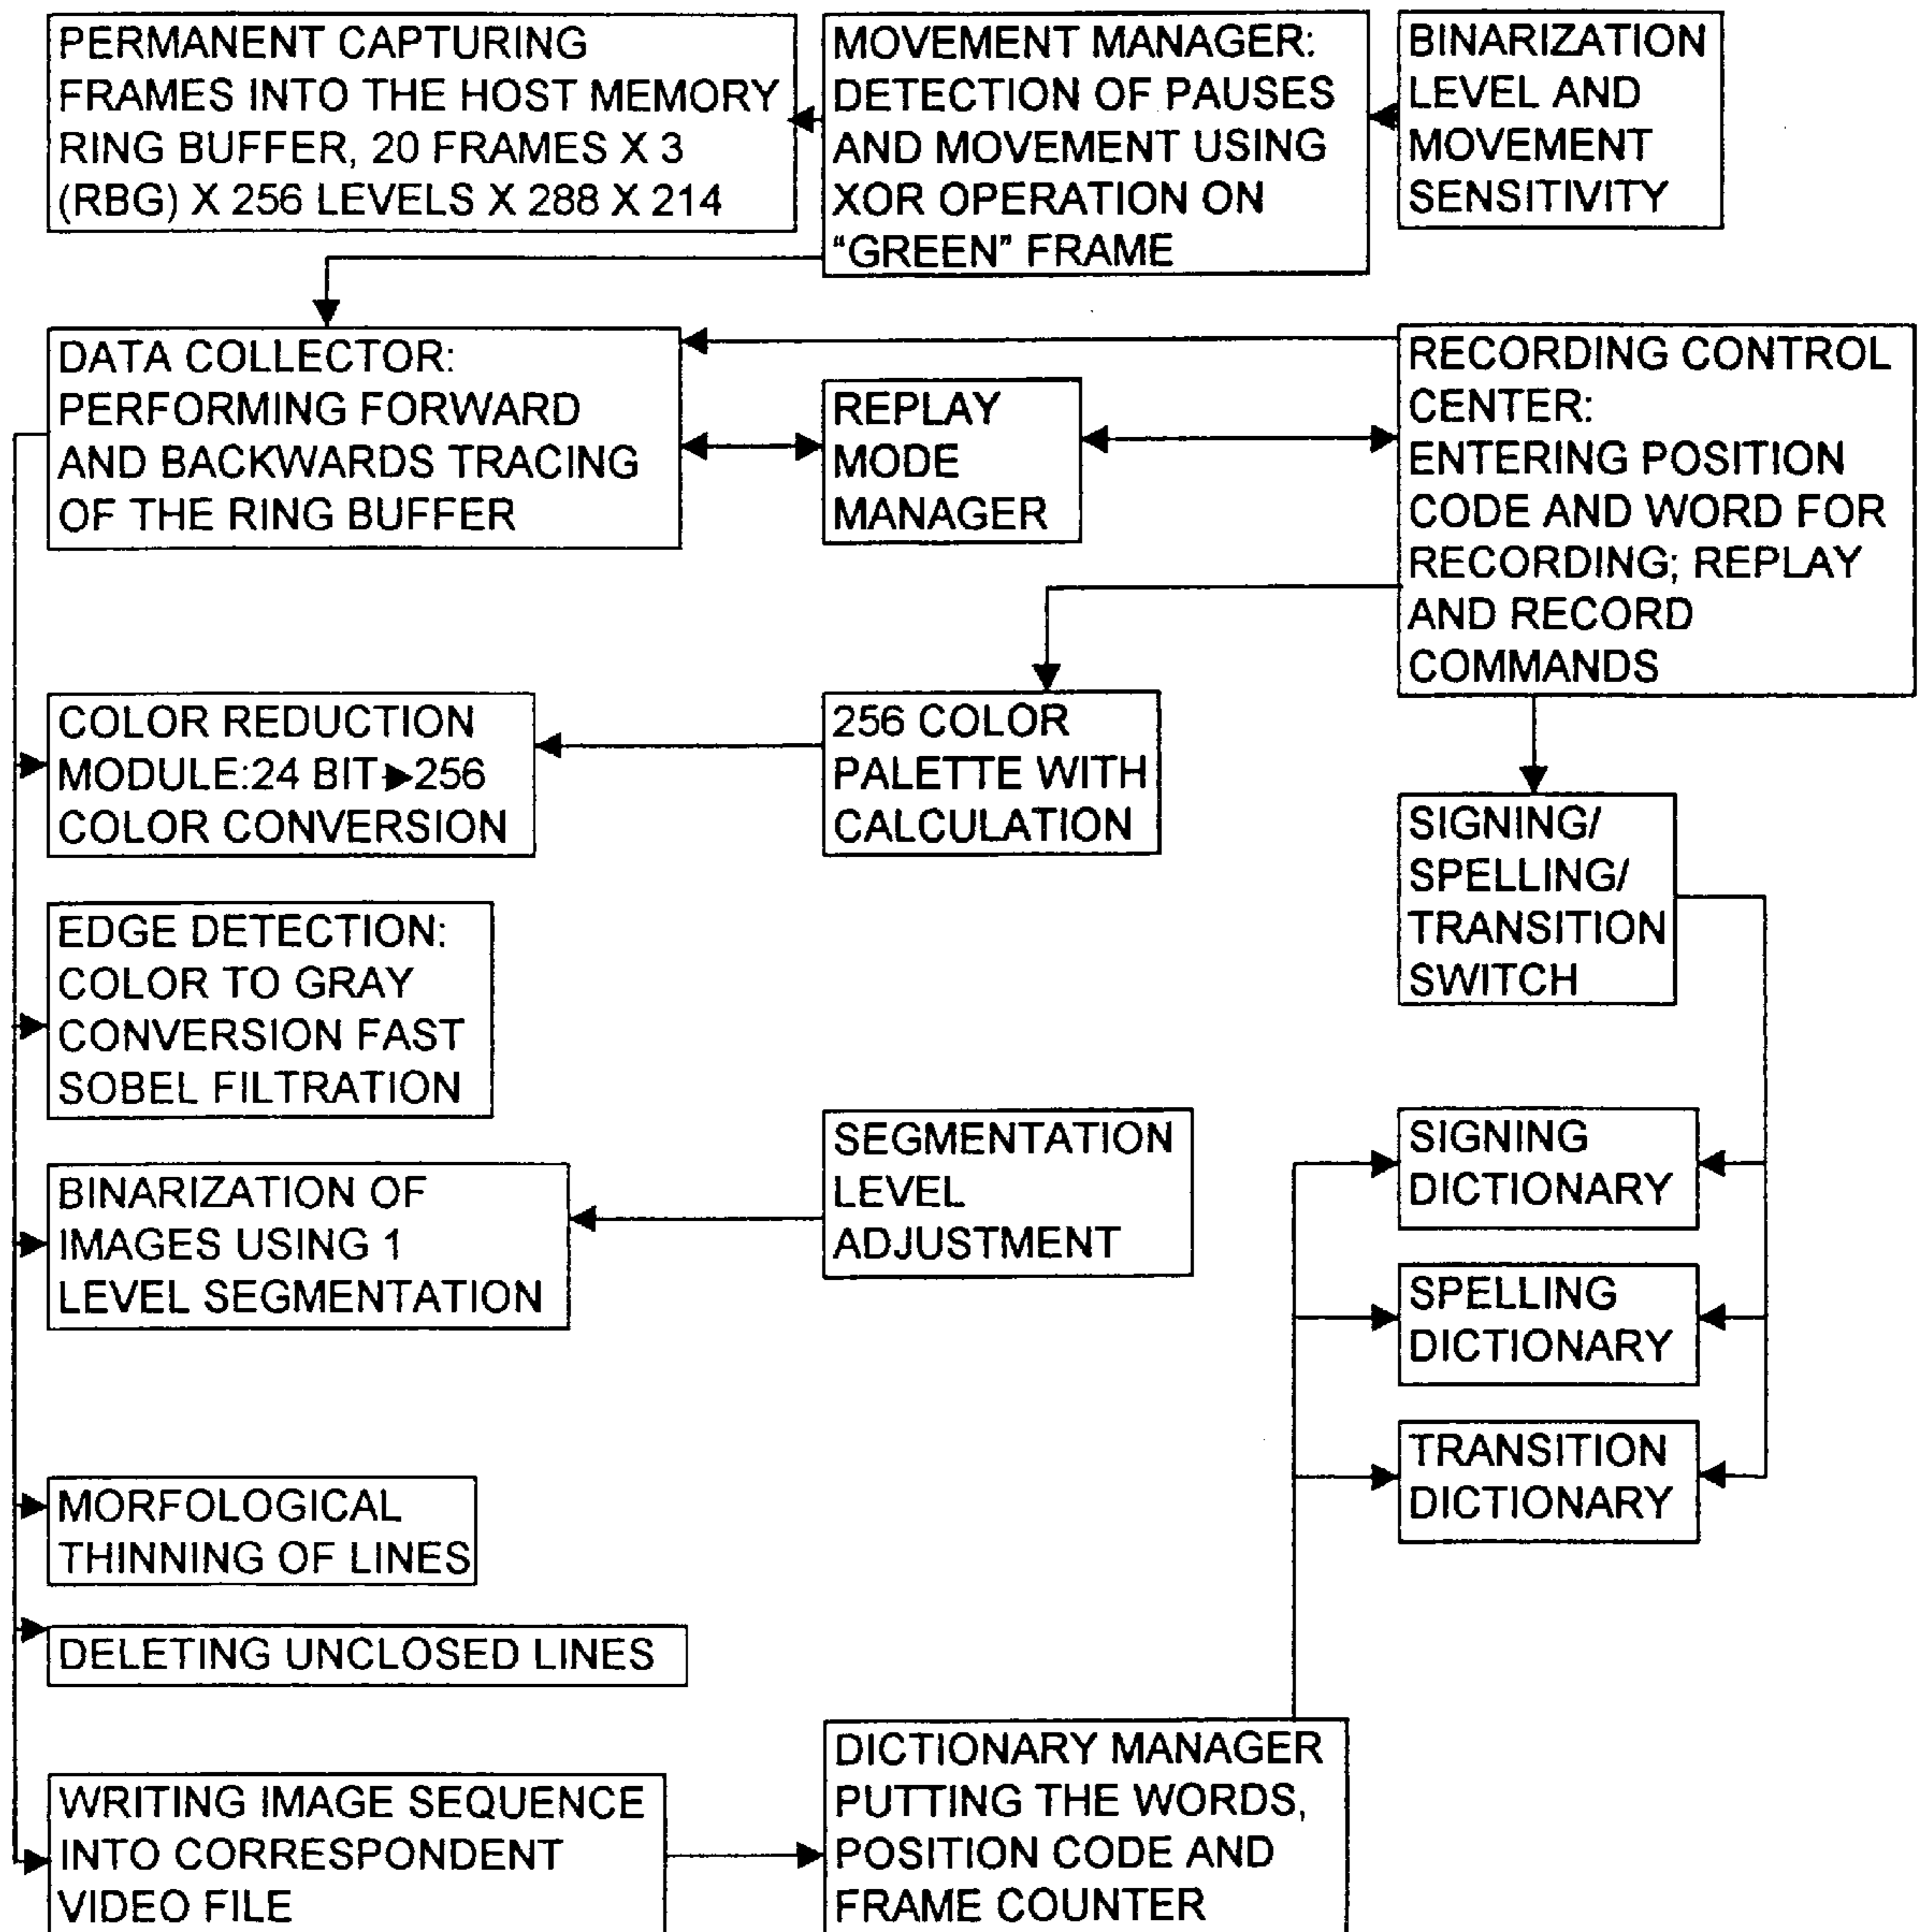 PERMANENT CAPTURING
FRAMES INTO THE HOST MEMORY
RING BUFFER, 20 FRAMES X 3
(RBG) X 256 LEVELS X 288 X 214
MOVEMENT MANAGER:
DETECTION OF PAUSES
AND MOVEMENT USING
XOR OPERATION ON
“GREEN” FRAME
BINARIZATION
LEVEL AND
MOVEMENT
SENSITIVITY
DATA COLLECTOR:
PERFORMING FORWARD
AND BACKWARDS TRACING
OF THE RING BUFFER
REPLAY
MODE
MANAGER
RECORDING CONTROL
CENTER:
ENTERING POSITION
CODE AND WORD FOR
RECORDING; REPLAY
AND RECORD
COMMANDS
COLOR REDUCTION
MODULE:24 BIT▶256
COLOR CONVERSION
256 COLOR
PALETTE WITH
CALCULATION
SIGNING/
SPELLING/
TRANSITION
SWITCH
EDGE DETECTION:
COLOR TO GRAY
CONVERSION FAST
SOBEL FILTRATION
BINARIZATION OF
IMAGES USING 1
LEVEL SEGMENTATION
SEGMENTATION
LEVEL
ADJUSTMENT
SIGNING
DICTIONARY
SPELLING
DICTIONARY
TRANSITION
DICTIONARY
MORFOLOGICAL
THINNING OF LINES
DELETING UNCLOSED LINES
WRITING IMAGE SEQUENCE
INTO CORRESPONDENT
VIDEO FILE
DICTIONARY MANAGER
PUTTING THE WORDS,
POSITION CODE AND
FRAME COUNTER